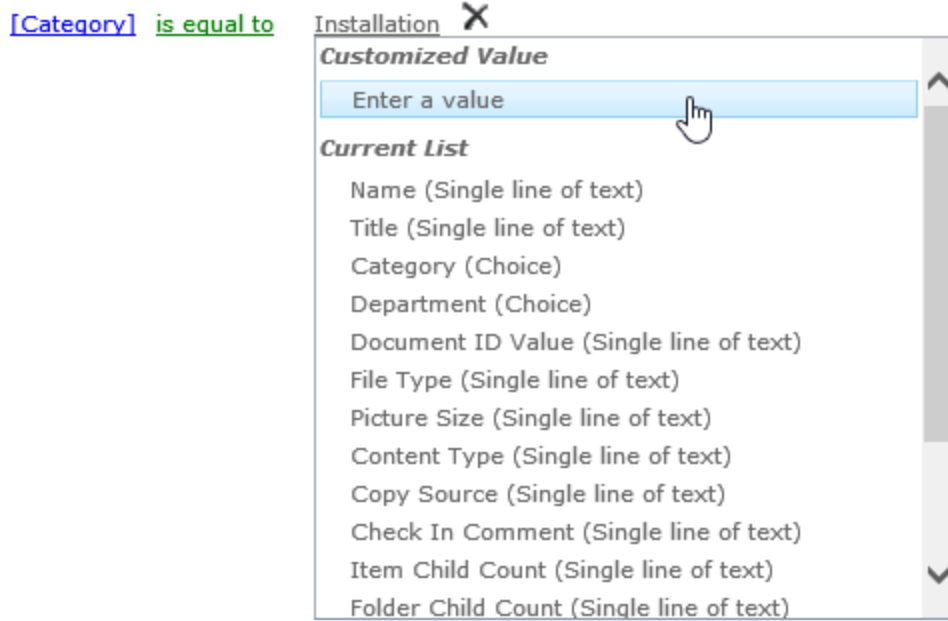 [Category] is equal to Installation
Customized Value
Enter a value
Current List
Name (Single line of text)
Title (Single line of text)
Category (Choice)
Department (Choice)
Document ID Value (Single line of text)
File Type (Single line of text)
Picture Size (Single line of text)
Content Type (Single line of text)
Copy Source (Single line of text)
Check In Comment (Single line of text)
Item Child Count (Single line of text)
Folder Child Count (Single line of text)